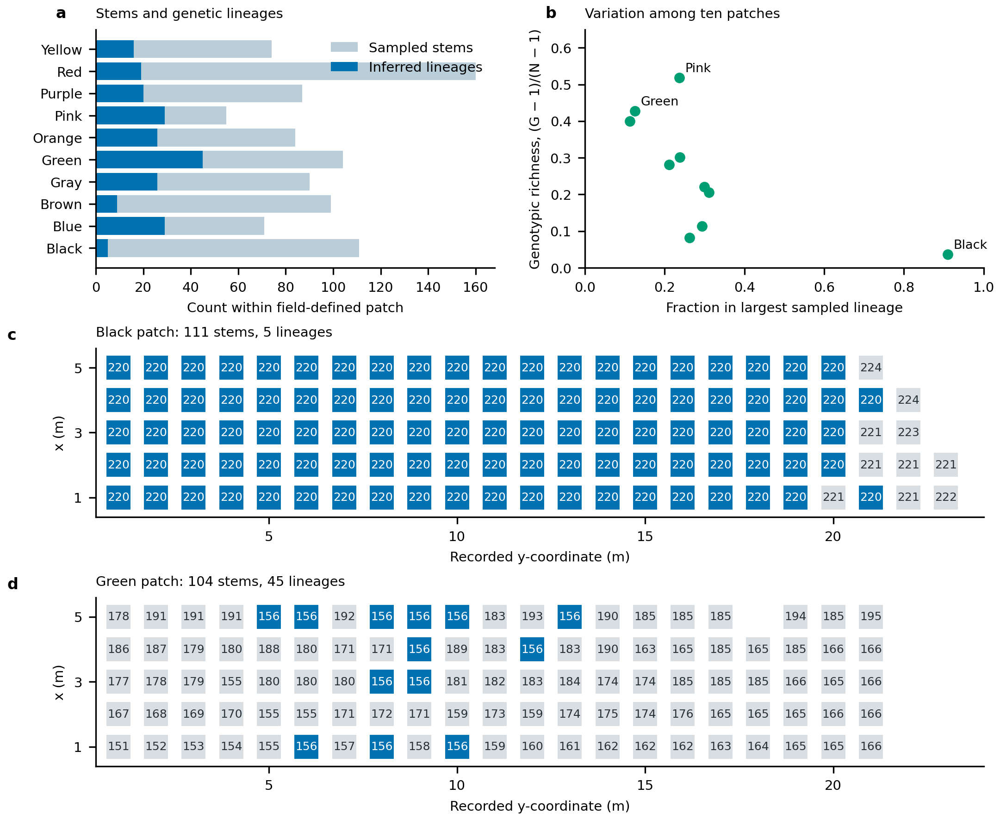 a Stems and genetic lineages
Yellow
Red
Purple
Pink
Orange
Green
Gray
Brown
Blue
Black
Sampled stems
Inferred lineages
0 20 40 60 80 100 120 140 160
Count within field-defined patch
b Variation among ten patches
Genotypic richness, (G − 1)/(N − 1)
0.6
0.5
0.4
0.3
0.2
0.1
0.0
Pink
Green
Black
0.0 0.2 0.4 0.6 0.8 1.0
Fraction in largest sampled lineage
c Black patch: 111 stems, 5 lineages
x (m)
5 220 220 220 220 220 220 220 220 220 220 220 220 220 220 220 220 220 220 220 220 224
220 220 220 220 220 220 220 220 220 220 220 220 220 220 220 220 220 220 220 220 220 224
3 220 220 220 220 220 220 220 220 220 220 220 220 220 220 220 220 220 220 220 220 221 223
220 220 220 220 220 220 220 220 220 220 220 220 220 220 220 220 220 220 220 220 221 221 221
1 220 220 220 220 220 220 220 220 220 220 220 220 220 220 220 220 220 220 220 221 220 221 222
5 10 15 20
Recorded y-coordinate (m)
d Green patch: 104 stems, 45 lineages
x (m)
5 178 191 191 191 156 156 192 156 156 156 183 193 156 190 185 185 185 194 185 195
186 187 179 180 188 180 171 171 156 189 183 156 183 190 163 165 185 165 185 166 166
3 177 178 179 155 180 180 180 156 156 181 182 183 184 174 174 185 185 185 166 165 166
167 168 169 170 155 155 171 172 171 159 173 159 174 175 174 176 165 165 165 166 166
1 151 152 153 154 155 156 157 156 158 156 159 160 161 162 162 162 163 164 165 165 166
5 10 15 20
Recorded y-coordinate (m)